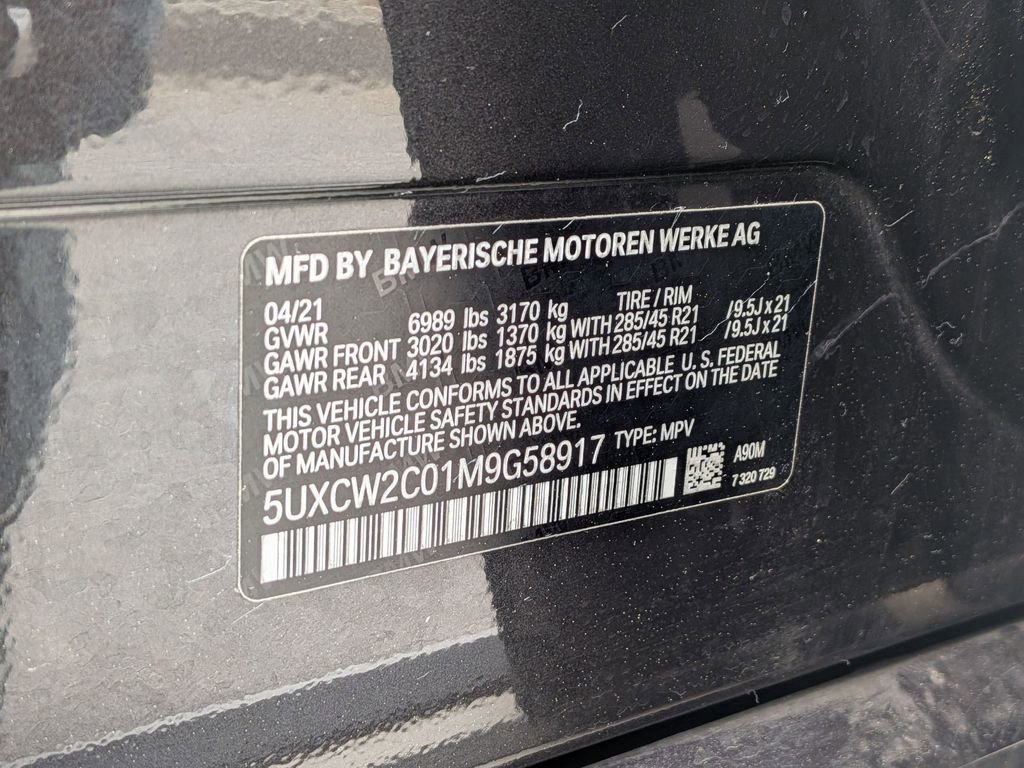 MFD BY BAYERISCHE MOTOREN WERKE AG
04/21 TIRE / RIM
GVWR 6989 lbs 3170 kg
GAWR FRONT 3020 lbs 1370 kg WITH 285/45 R21 /9.5J x 21
GAWR REAR 4134 lbs 1875 kg WITH 285/45 R21 /9.5J x 21
THIS VEHICLE CONFORMS TO ALL APPLICABLE U. S. FEDERAL
MOTOR VEHICLE SAFETY STANDARDS IN EFFECT ON THE DATE
OF MANUFACTURE SHOWN ABOVE.
5UXCW2C01M9G58917 TYPE: MPV
A90M
7 320 729